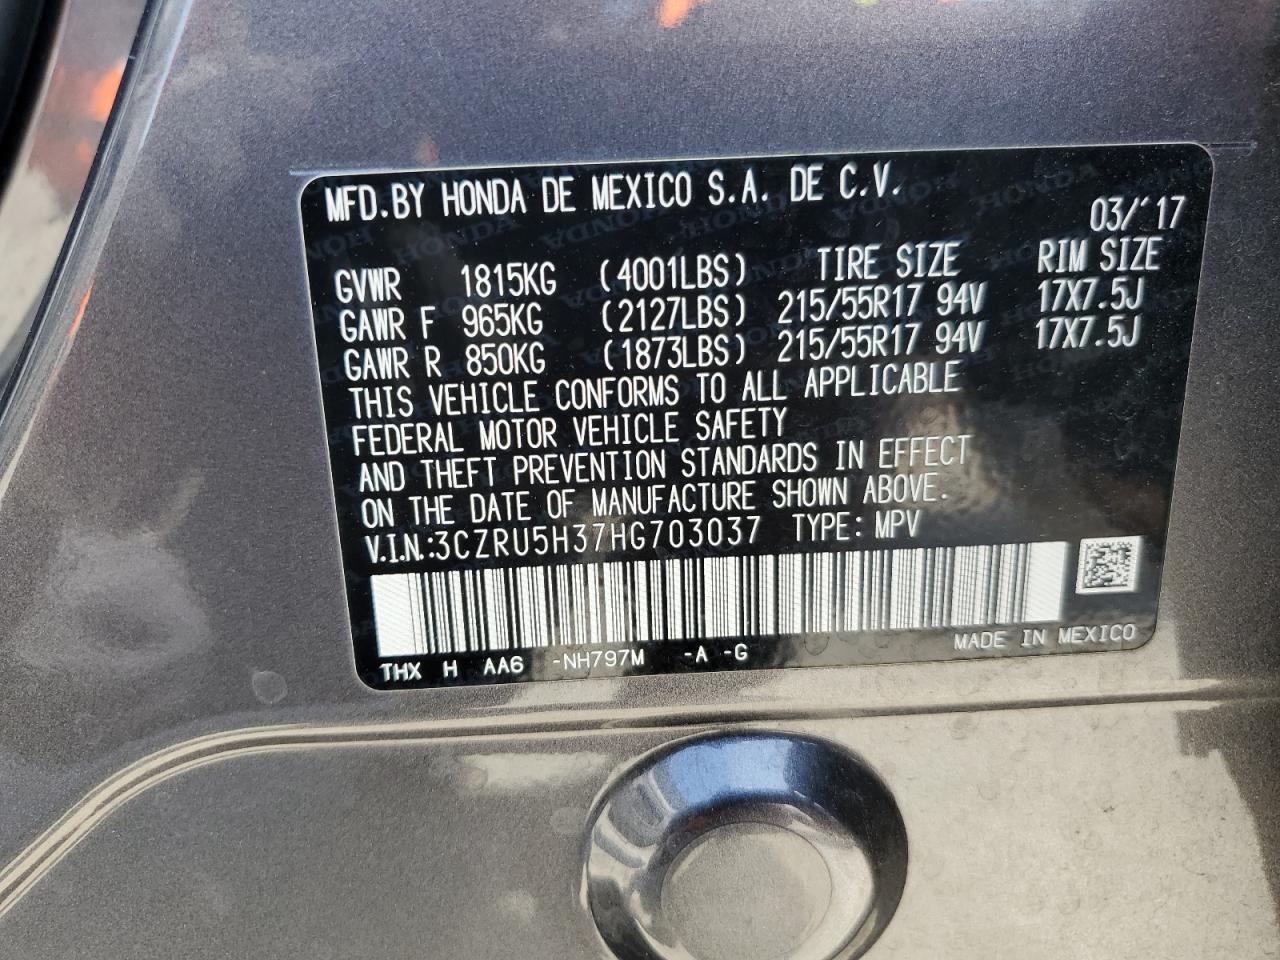 MFD.BY HONDA DE MEXICO S.A. DE C.V.
03/'17
GVWR 1815KG (4001LBS) TIRE SIZE RIM SIZE
GAWR F 965KG (2127LBS) 215/55R17 94V 17X7.5J
GAWR R 850KG (1873LBS) 215/55R17 94V 17X7.5J
THIS VEHICLE CONFORMS TO ALL APPLICABLE
FEDERAL MOTOR VEHICLE SAFETY
AND THEFT PREVENTION STANDARDS IN EFFECT
ON THE DATE OF MANUFACTURE SHOWN ABOVE.
V.I.N.:3CZRU5H37HG703037 TYPE: MPV
THX H AA6 -NH797M -A -G
MADE IN MEXICO